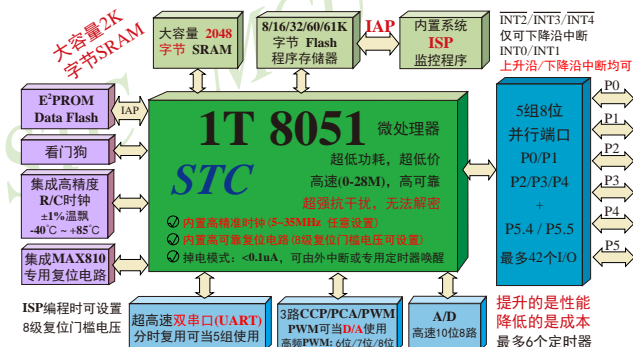 大容量2K
字节SRAM
大容量 2048
字节 SRAM
8/16/32/60/61K
字节 Flash
程序存储器
IAP
内置系统
ISP
监控程序
INT2/INT3/INT4
仅可下降沿中断
INT0/INT1
上升沿/下降沿中断均可
E²PROM
Data Flash
IAP
看门狗
集成高精度
R/C时钟
±1%温飘
-40℃ ~ +85℃
集成MAX810
专用复位电路
ISP编程时可设置
8级复位门槛电压
1T 8051 微处理器
STC
超低功耗，超低价
高速(0-28M)，高可靠
超强抗干扰，无法解密
内置高精准时钟(5~35MHz 任意设置)
内置高可靠复位电路(8级复位门槛电压可设置)
掉电模式：<0.1uA，可由外中断或专用定时器唤醒
5组8位
并行端口
P0/P1
P2/P3/P4
+
P5.4 / P5.5
最多42个I/O
P0
P1
P2
P3
P4
P5
超高速双串口(UART)
分时复用可当5组使用
3路CCP/PCA/PWM
PWM可当D/A使用
高频PWM: 6位/7位/8位
A/D
高速10位8路
提升的是性能
降低的是成本
最多6个定时器